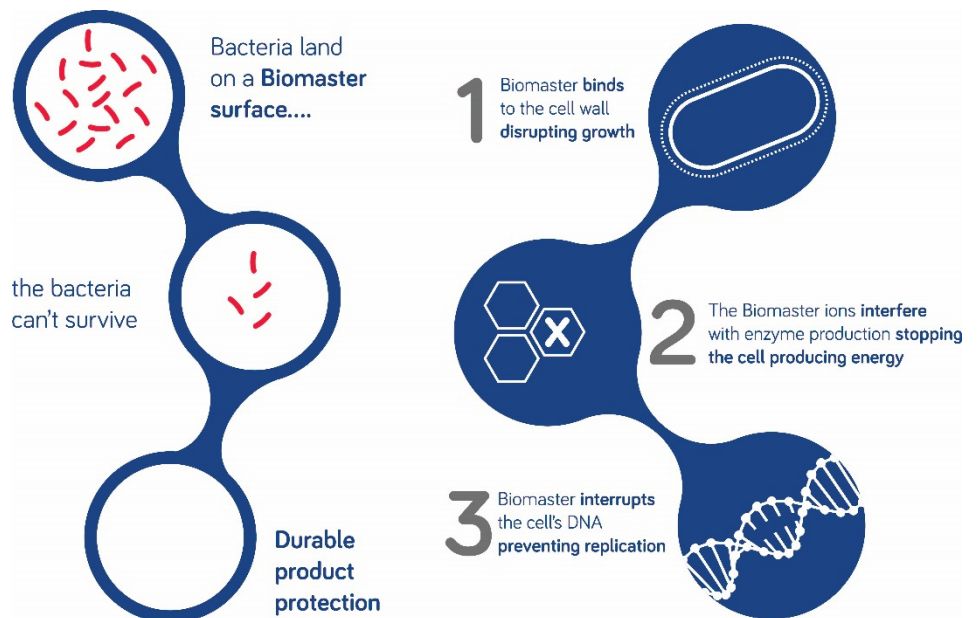 Bacteria land
on a Biomaster
surface....
the bacteria
can't survive
Durable
product
protection
1
Biomaster binds
to the cell wall
disrupting growth
X
2
The Biomaster ions interfere
with enzyme production stopping
the cell producing energy
3
Biomaster interrupts
the cell's DNA
preventing replication